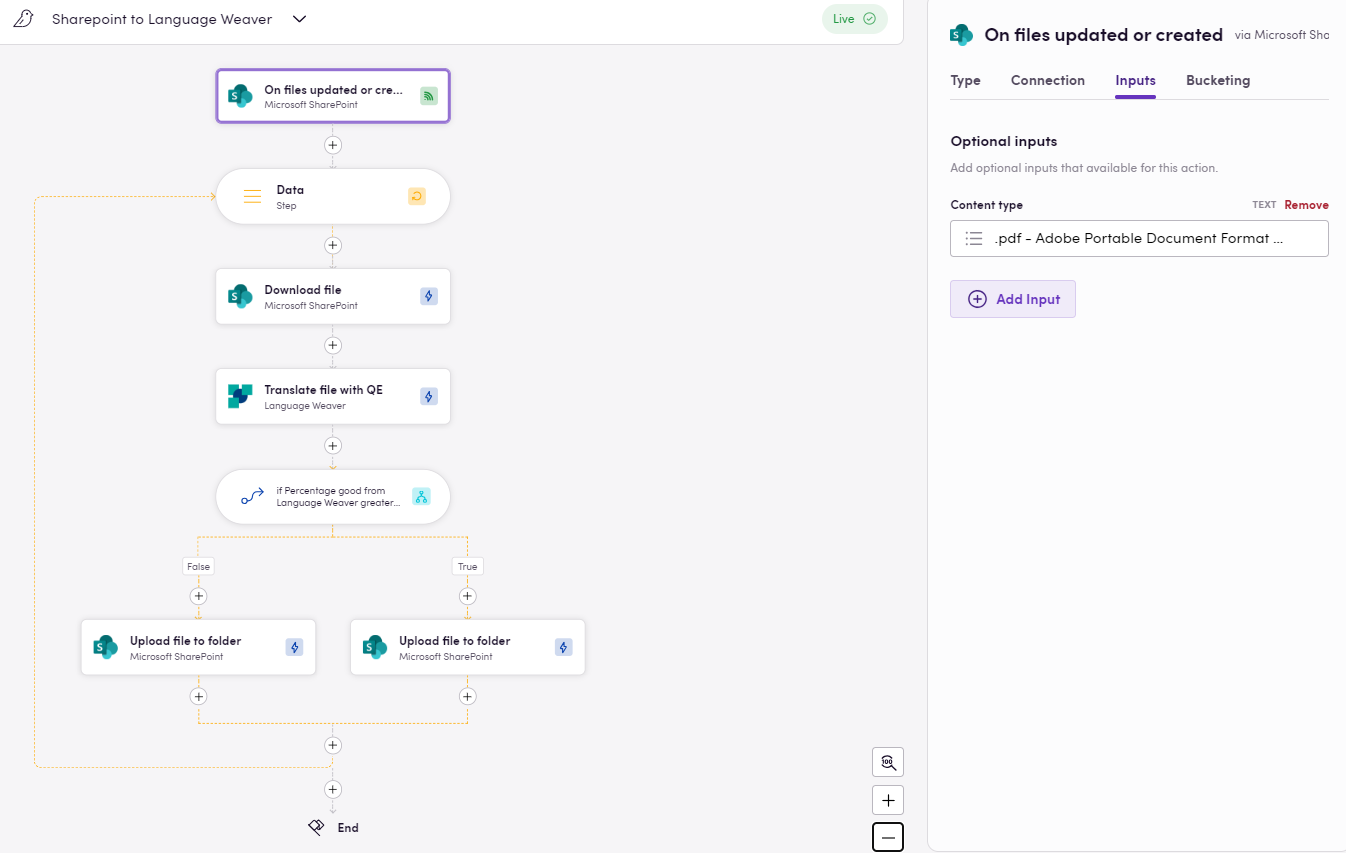 Sharepoint to Language Weaver
Live
On files updated or cre...
Microsoft SharePoint
Data
Step
Download file
Microsoft SharePoint
Translate file with QE
Language Weaver
if Percentage good from
Language Weaver greater...
False
True
Upload file to folder
Microsoft SharePoint
Upload file to folder
Microsoft SharePoint
End
100
On files updated or created via Microsoft Sha
Type Connection Inputs Bucketing
Optional inputs
Add optional inputs that available for this action.
Content type TEXT Remove
.pdf - Adobe Portable Document Format ...
Add Input